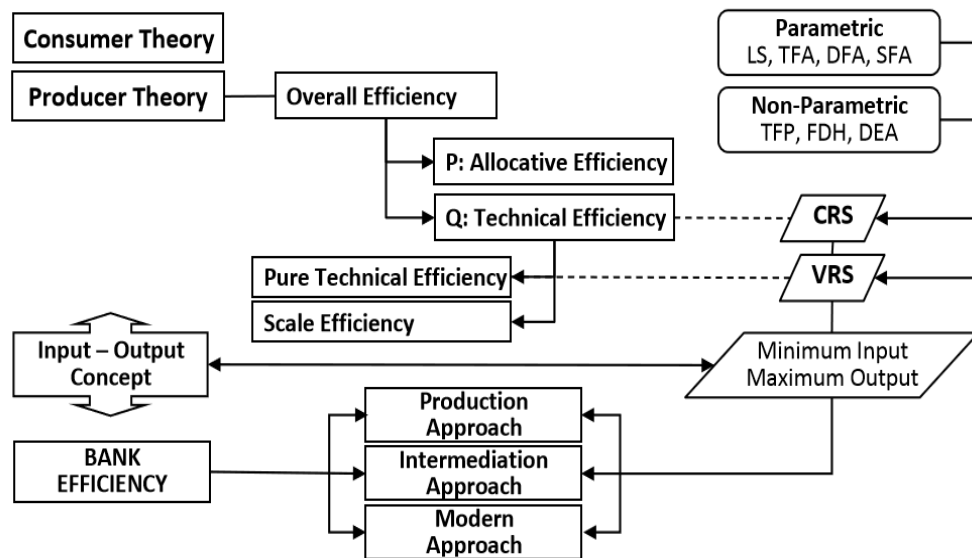 Consumer Theory
Producer Theory
Overall Efficiency
Parametric
LS, TFA, DFA, SFA
Non-Parametric
TFP, FDH, DEA
P: Allocative Efficiency
Q: Technical Efficiency
CRS
Pure Technical Efficiency
VRS
Scale Efficiency
Input – Output
Concept
Minimum Input
Maximum Output
Production
Approach
BANK
EFFICIENCY
Intermediation
Approach
Modern
Approach